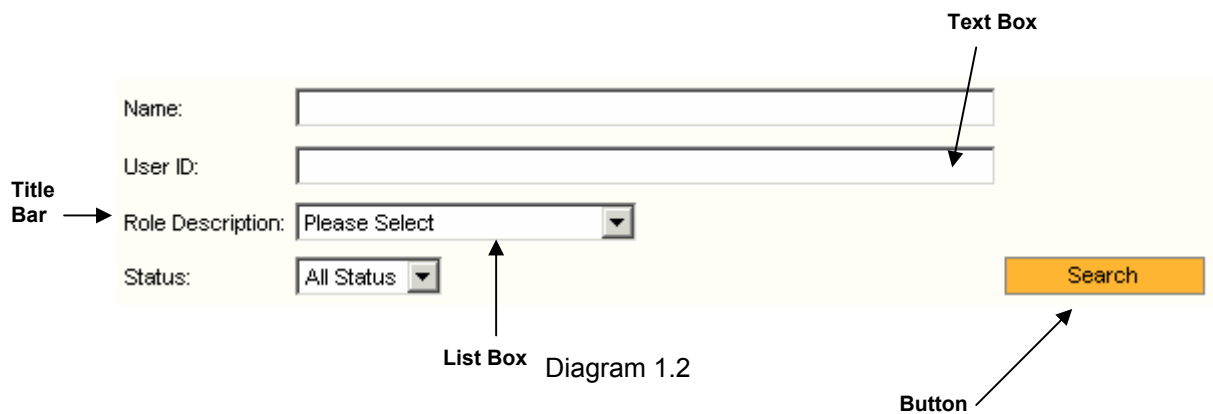 Text Box
Name:
User ID:
Title
Bar
Role Description: Please Select
Status: All Status Search
List Box
Diagram 1.2
Button